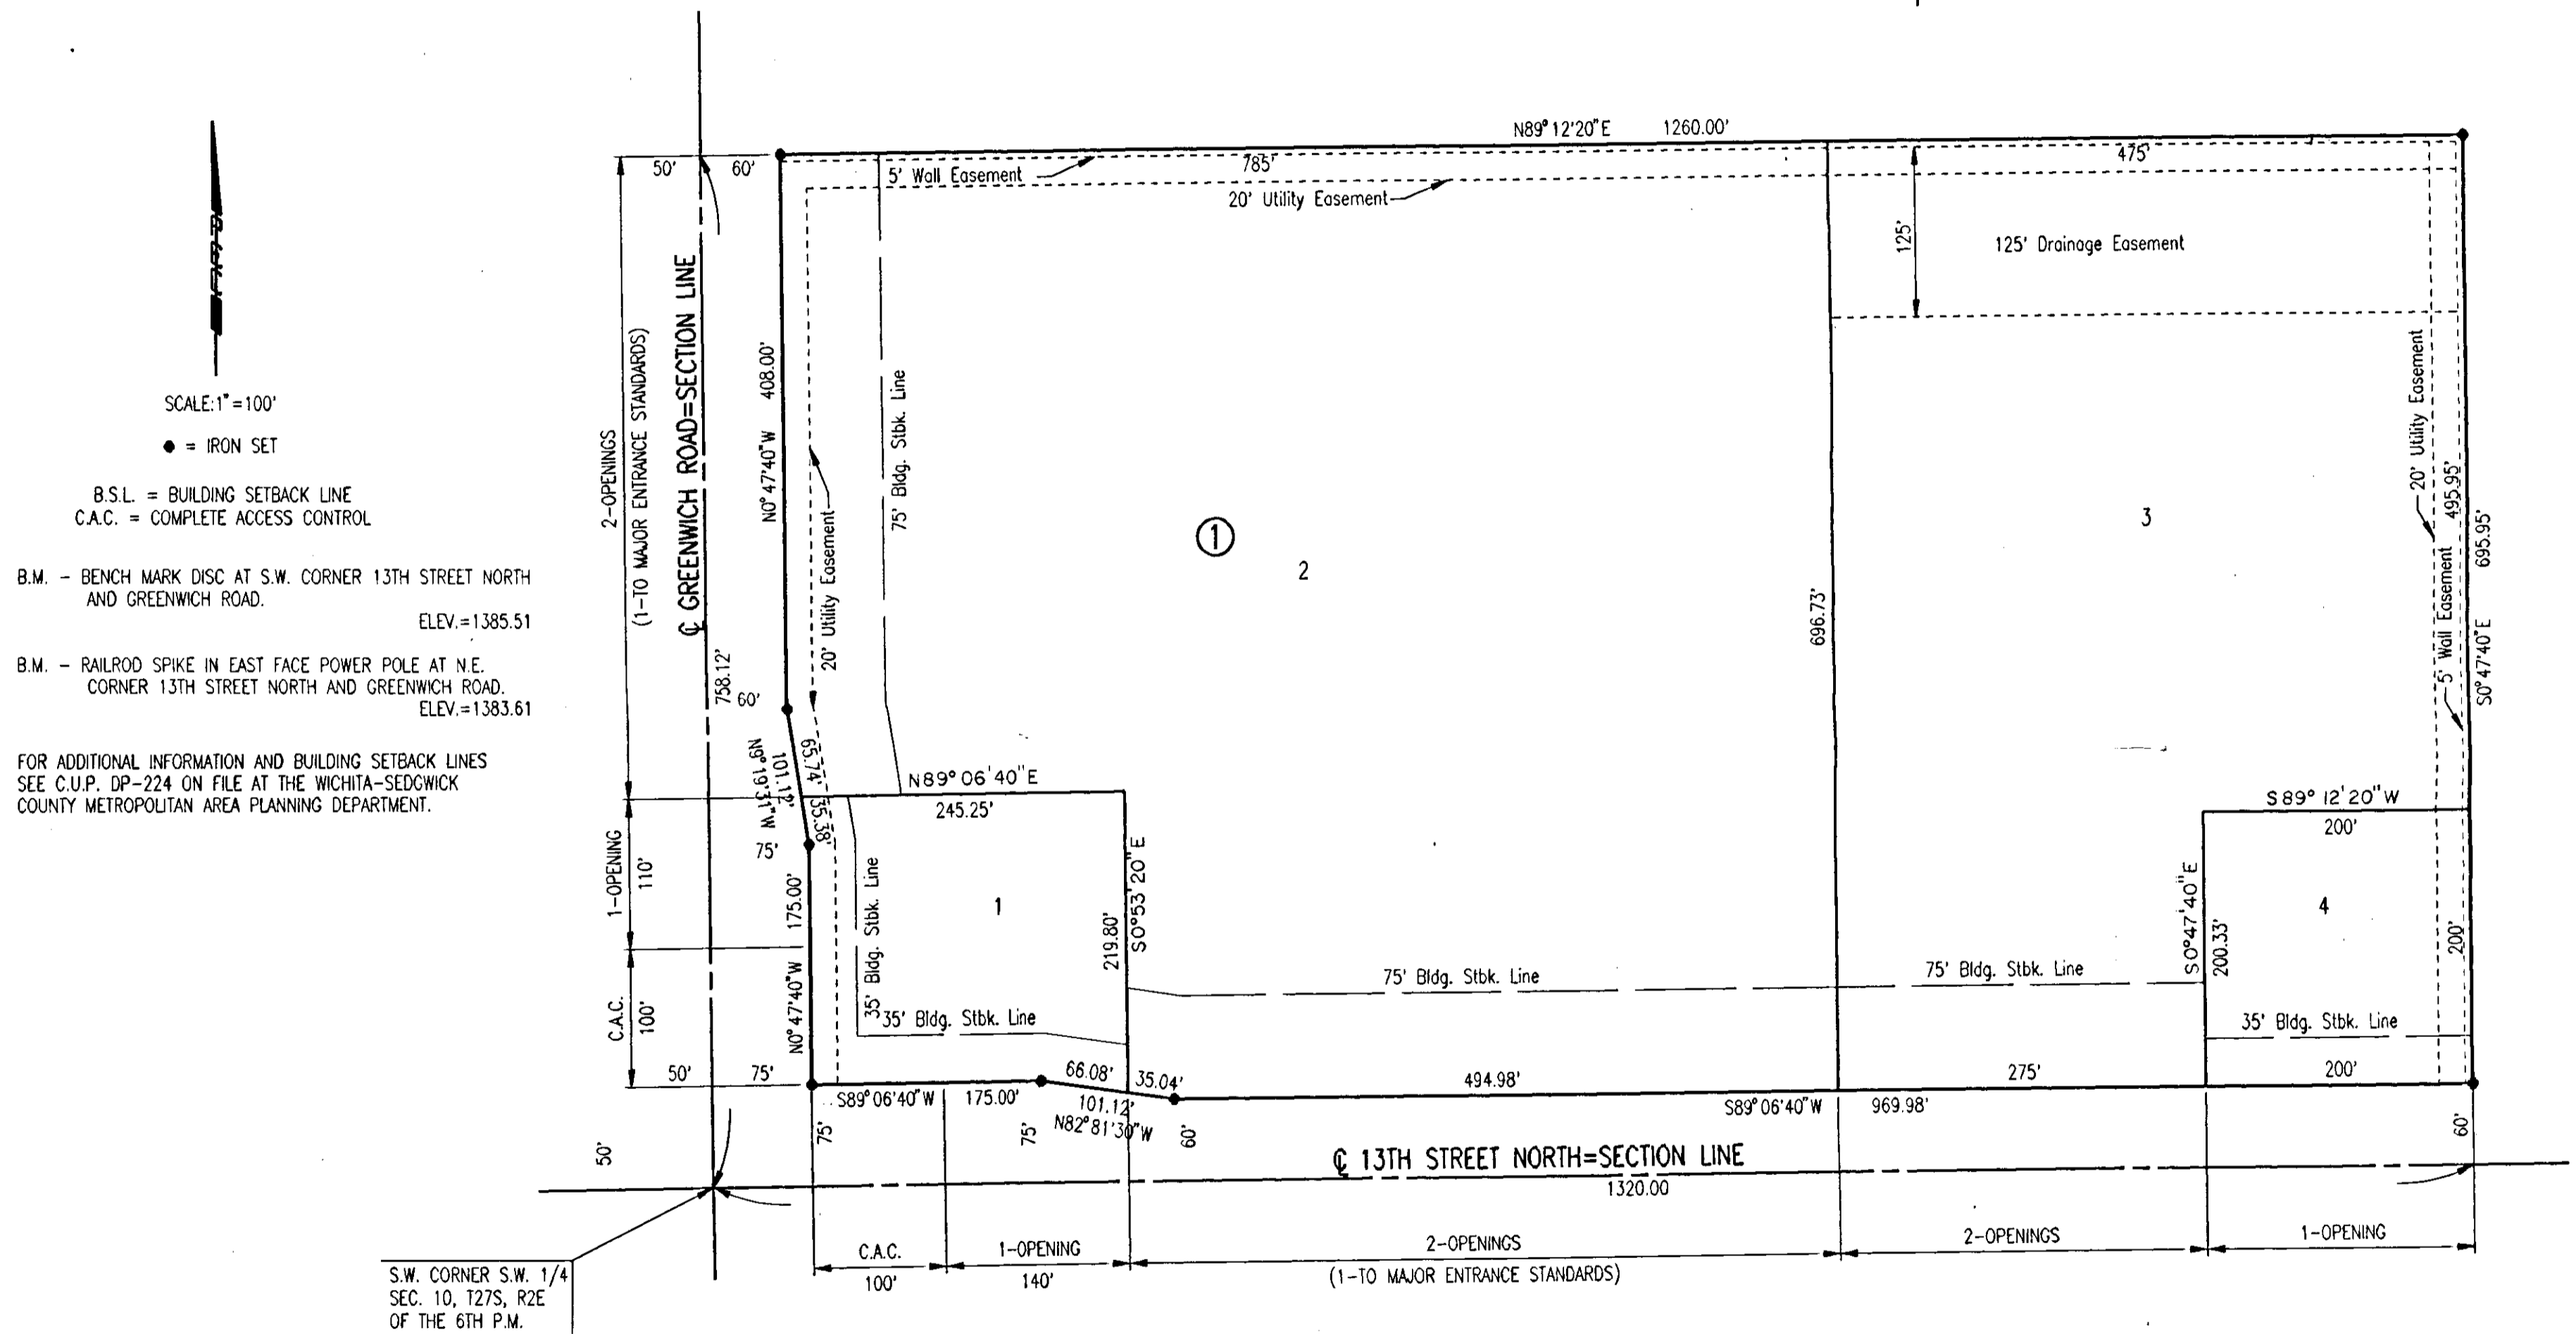 N89°12'20"E 1260.00'
50' 60'
5' Wall Easement
785'
475'
20' Utility Easement
125'
125' Drainage Easement
SCALE:1"=100'
● = IRON SET
B.S.L. = BUILDING SETBACK LINE
C.A.C. = COMPLETE ACCESS CONTROL
B.M. - BENCH MARK DISC AT S.W. CORNER 13TH STREET NORTH
AND GREENWICH ROAD.
ELEV.=1385.51
B.M. - RAILROD SPIKE IN EAST FACE POWER POLE AT N.E.
CORNER 13TH STREET NORTH AND GREENWICH ROAD.
ELEV.=1383.61
FOR ADDITIONAL INFORMATION AND BUILDING SETBACK LINES
SEE C.U.P. DP-224 ON FILE AT THE WICHITA-SEDGWICK
COUNTY METROPOLITAN AREA PLANNING DEPARTMENT.
2-OPENINGS
(1-TO MAJOR ENTRANCE STANDARDS)
℄ GREENWICH ROAD=SECTION LINE
758.12'
N0°47'40"W 408.00'
20' Utility Easement
75' Bldg. Stbk. Line
1
2
3
696.73'
20' Utility Easement
5' Wall Easement 495.95'
S0°47'40"E 695.95'
60'
65.74' 35.38'
101.12'
N9°19'31"W
75'
N89°06'40"E
245.25'
S89°12'20"W
200'
1-OPENING
110'
C.A.C.
100'
N0°47'40"W 175.00'
35' Bldg. Stbk. Line
1
219.80'
S0°53'20"E
35' Bldg. Stbk. Line
75' Bldg. Stbk. Line
75' Bldg. Stbk. Line
S0°47'40"E
200.33'
4
200'
35' Bldg. Stbk. Line
50' 75'
66.08' 35.04'
494.98'
275'
200'
S89°06'40"W 175.00'
101.12'
N82°81'30"W
S89°06'40"W 969.98'
50'
75'
75'
60'
60'
℄ 13TH STREET NORTH=SECTION LINE
1320.00
C.A.C.
100'
1-OPENING
140'
2-OPENINGS
(1-TO MAJOR ENTRANCE STANDARDS)
2-OPENINGS
1-OPENING
S.W. CORNER S.W. 1/4
SEC. 10, T27S, R2E
OF THE 6TH P.M.